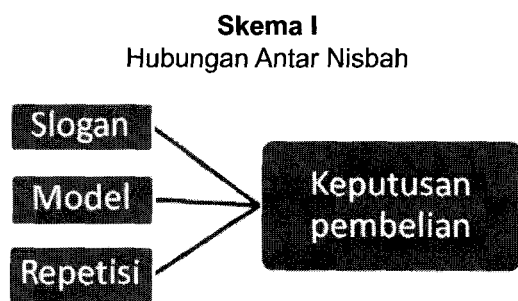 Skema I
Hubungan Antar Nisbah
Slogan
Model
Repetisi
Keputusan
pembelian